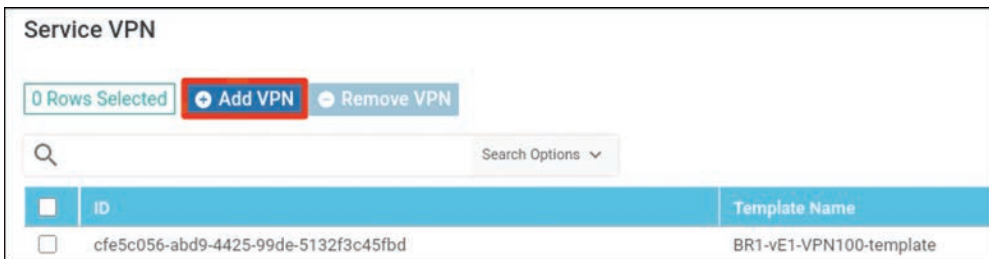 Service VPN
0 Rows Selected Add VPN Remove VPN
Search Options
ID Template Name
cfe5c056-abd9-4425-99de-5132f3c45fbd BR1-vE1-VPN100-template